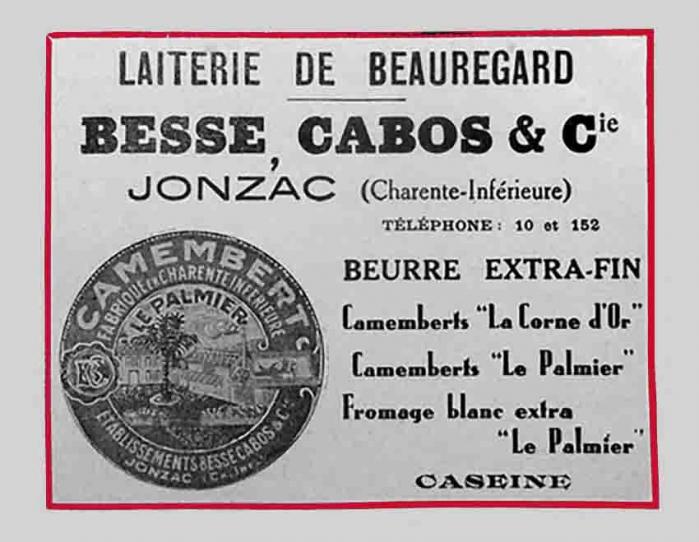 LAITERIE DE BEAUREGARD
BESSE, CABOS & Cie
JONZAC (Charente-Inférieure)
TÉLÉPHONE : 10 et 152
BEURRE EXTRA-FIN
Camemberts "La Corne d'Or"
Camemberts "Le Palmier"
Fromage blanc extra
"Le Palmier"
CASEINE
CAMEMBERT
FABRIQUÉ EN CHARENTE INFÉRIEURE
LE PALMIER
ETABLISSEMENTS BESSE CABOS & Cie
JONZAC